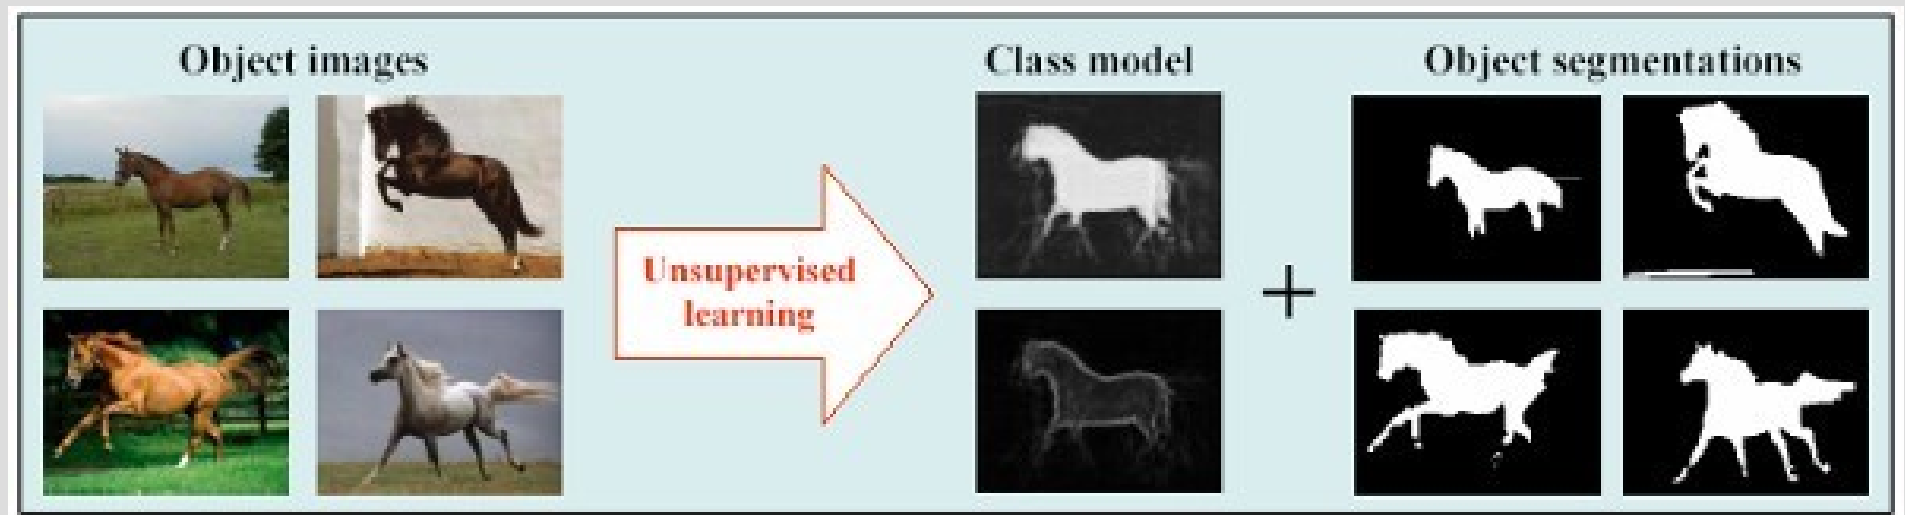 Object images
Class model
Object segmentations
Unsupervised
learning
+